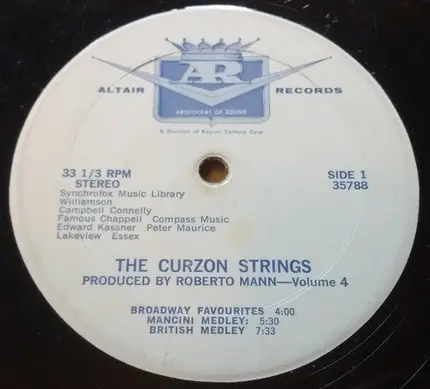 AR
ALTAIR RECORDS
ARISTOCRAT OF SOUND
A Division of Keysor Century Corp
33 1/3 RPM
STEREO
SIDE 1
35788
Synchrofox Music Library
Williamson
Campbell Connelly
Famous Chappell Compass Music
Edward Kassner Peter Maurice
Lakeview Essex
THE CURZON STRINGS
PRODUCED BY ROBERTO MANN—Volume 4
BROADWAY FAVOURITES 4:00
MANCINI MEDLEY: 5:30
BRITISH MEDLEY 7:33